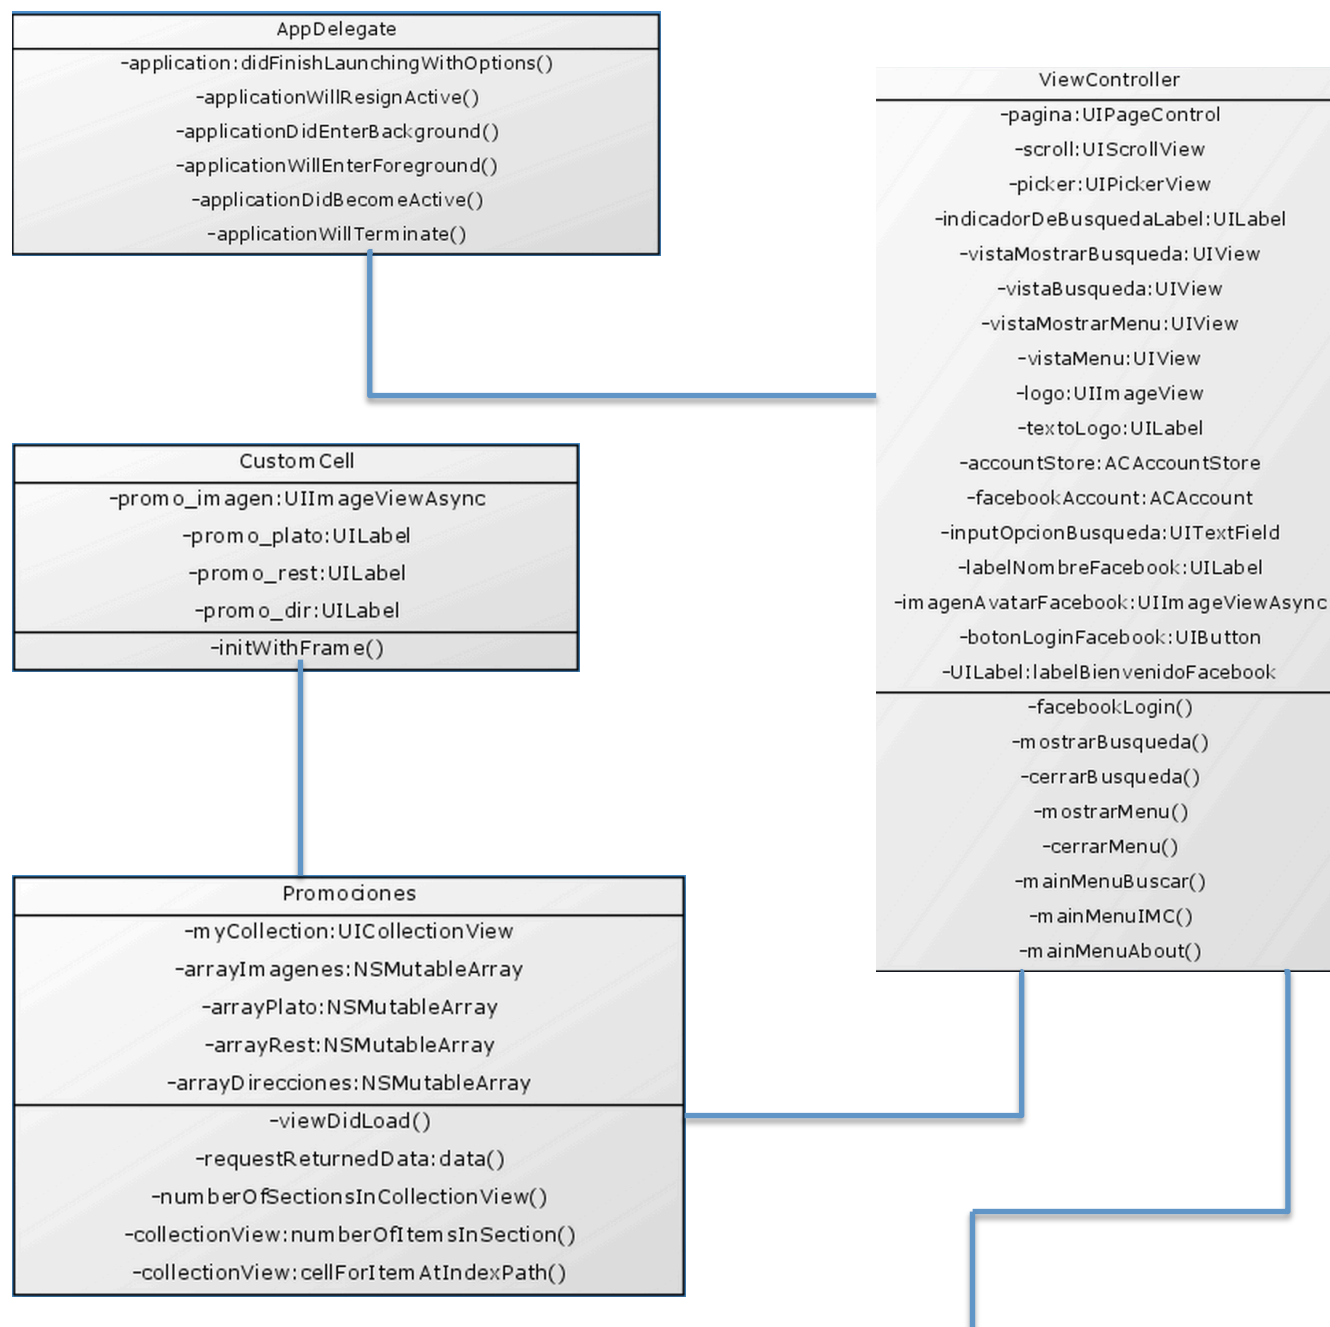 AppDelegate
-application:didFinishLaunchingWithOptions()
-applicationWillResignActive()
-applicationDidEnterBackground()
-applicationWillEnterForeground()
-applicationDidBecomeActive()
-applicationWillTerminate()
ViewController
-pagina:UIPageControl
-scroll:UIScrollView
-picker:UIPickerView
-indicadorDeBusquedaLabel:UILabel
-vistaMostrarBusqueda:UIView
-vistaBusqueda:UIView
-vistaMostrarMenu:UIView
-vistaMenu:UIView
-logo:UIImageView
-textoLogo:UILabel
-accountStore:ACAccountStore
-facebookAccount:ACAccount
-inputOpcionBusqueda:UITextField
-labelNombreFacebook:UILabel
-imagenAvatarFacebook:UIImageViewAsync
-botonLoginFacebook:UIButton
-UILabel:labelBienvenidoFacebook
-facebookLogin()
-mostrarBusqueda()
-cerrarBusqueda()
-mostrarMenu()
-cerrarMenu()
-mainMenuBuscar()
-mainMenuIMC()
-mainMenuAbout()
CustomCell
-promo_imagen:UIImageViewAsync
-promo_plato:UILabel
-promo_rest:UILabel
-promo_dir:UILabel
-initWithFrame()
Promociones
-myCollection:UICollectionView
-arrayImagenes:NSMutableArray
-arrayPlato:NSMutableArray
-arrayRest:NSMutableArray
-arrayDirecciones:NSMutableArray
-viewDidLoad()
-requestReturnedData:data()
-numberOfSectionsInCollectionView()
-collectionView:numberOfItemsInSection()
-collectionView:cellForItemAtIndexPath()